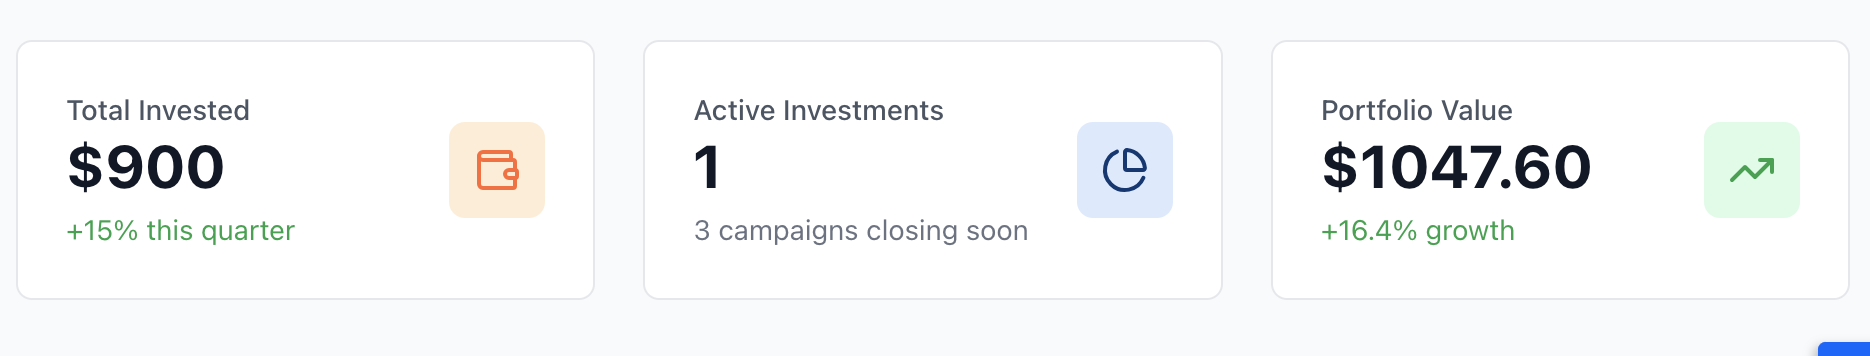 Total Invested
$900
+15% this quarter
Active Investments
1
3 campaigns closing soon
Portfolio Value
$1047.60
+16.4% growth